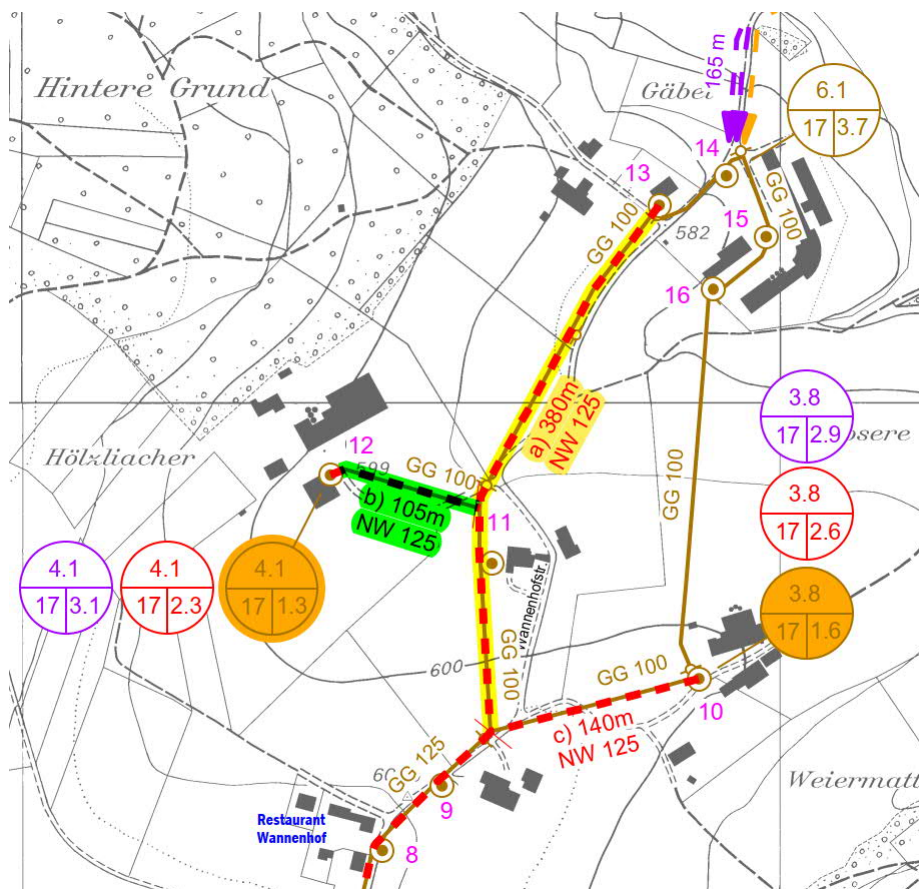 165 m
Hintere Grund
Gäbel
6.1
17 3.7
14
13
GG 100
GG 100
15
582
16
a) 380m
NW 125
3.8
17 2.9
osere
12
599
Hölzliacher
GG 100
b) 105m
NW 125
11
GG 100
3.8
17 2.6
4.1
17 3.1
4.1
17 2.3
4.1
17 1.3
Wannenhofstr.
3.8
17 1.6
GG 100
600
GG 100
10
c) 140m
NW 125
GG 125
60
9
Weiermatt
Restaurant
Wannenhof
8